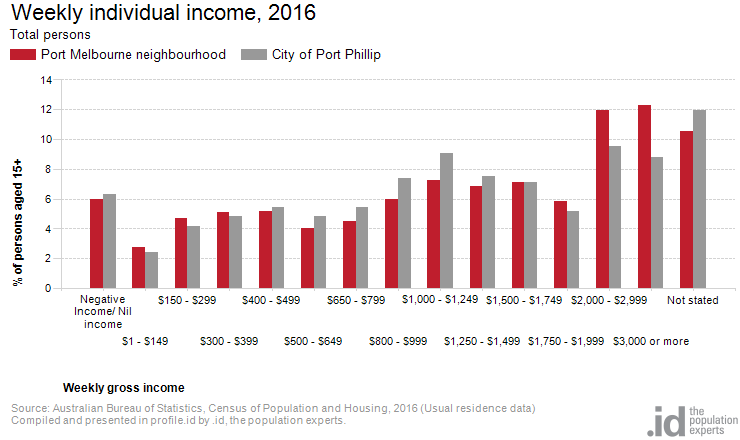 Weekly individual income, 2016
Total persons
Port Melbourne neighbourhood
City of Port Phillip
% of persons aged 15+
14
12
10
8
6
4
2
0
Negative
Income/ Nil
income
$1 - $149
$150 - $299
$300 - $399
$400 - $499
$500 - $649
$650 - $799
$800 - $999
$1,000 - $1,249
$1,250 - $1,499
$1,500 - $1,749
$1,750 - $1,999
$2,000 - $2,999
$3,000 or more
Not stated
Weekly gross income
Source: Australian Bureau of Statistics, Census of Population and Housing, 2016 (Usual residence data)
Compiled and presented in profile.id by .id, the population experts.
.id the
population
experts